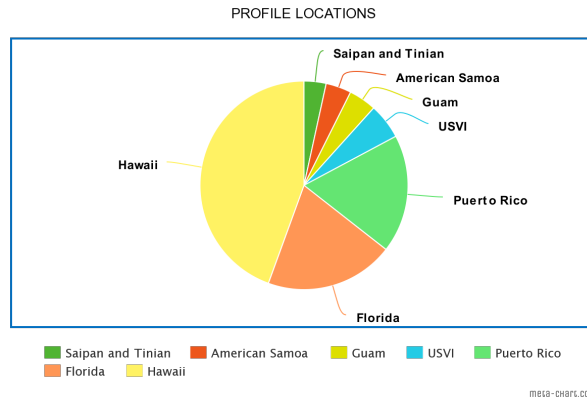 PROFILE LOCATIONS
Saipan and Tinian
American Samoa
Guam
USVI
Hawaii
Puerto Rico
Florida
Saipan and Tinian American Samoa Guam USVI Puerto Rico
Florida Hawaii